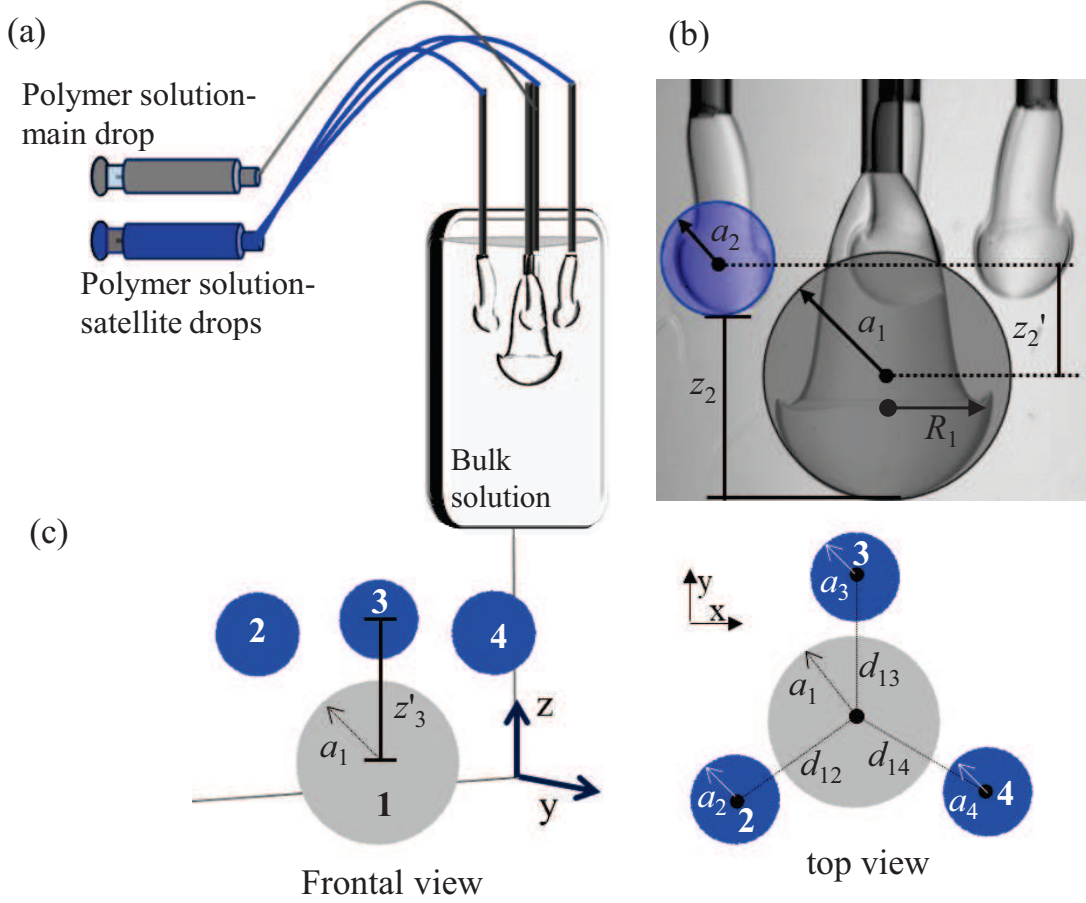 (a)
Polymer solution-
main drop
Polymer solution-
satellite drops
Bulk
solution
(b)
a₂
a₁
z₂'
z₂
R₁
(c)
2
3
4
z'₃
a₁
1
z
y
Frontal view
y
x
3
a₃
a₁
d₁₃
d₁₂
d₁₄
a₂
2
a₄
4
top view